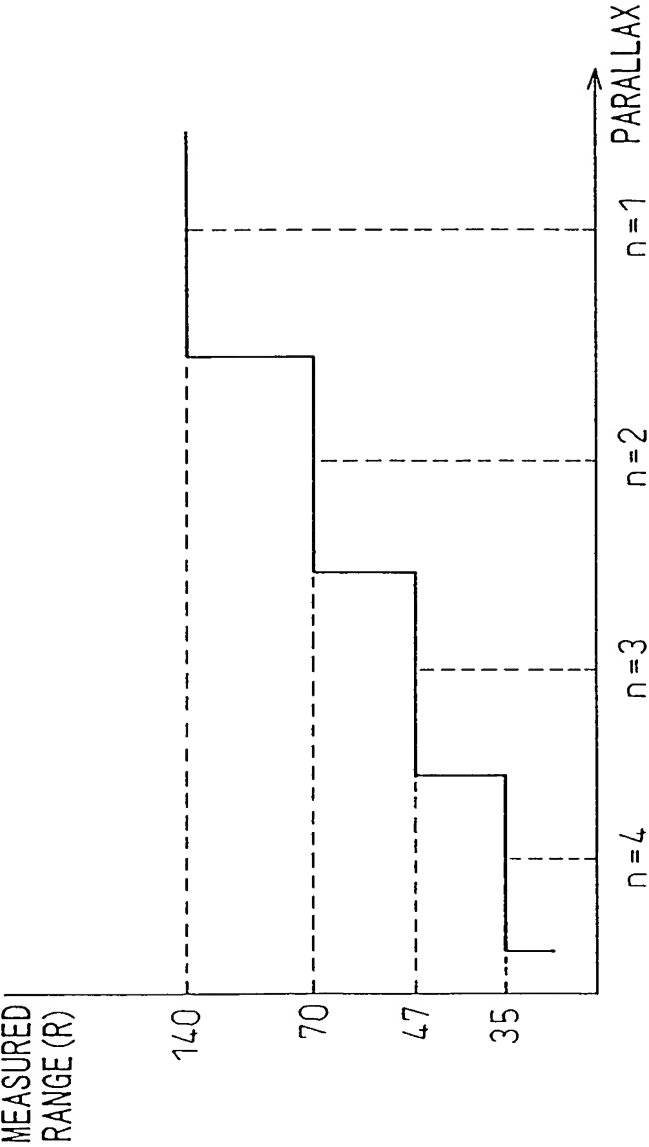 MEASURED
RANGE (R)
140
70
47
35
n=4
n=3
n=2
n=1
PARALLAX